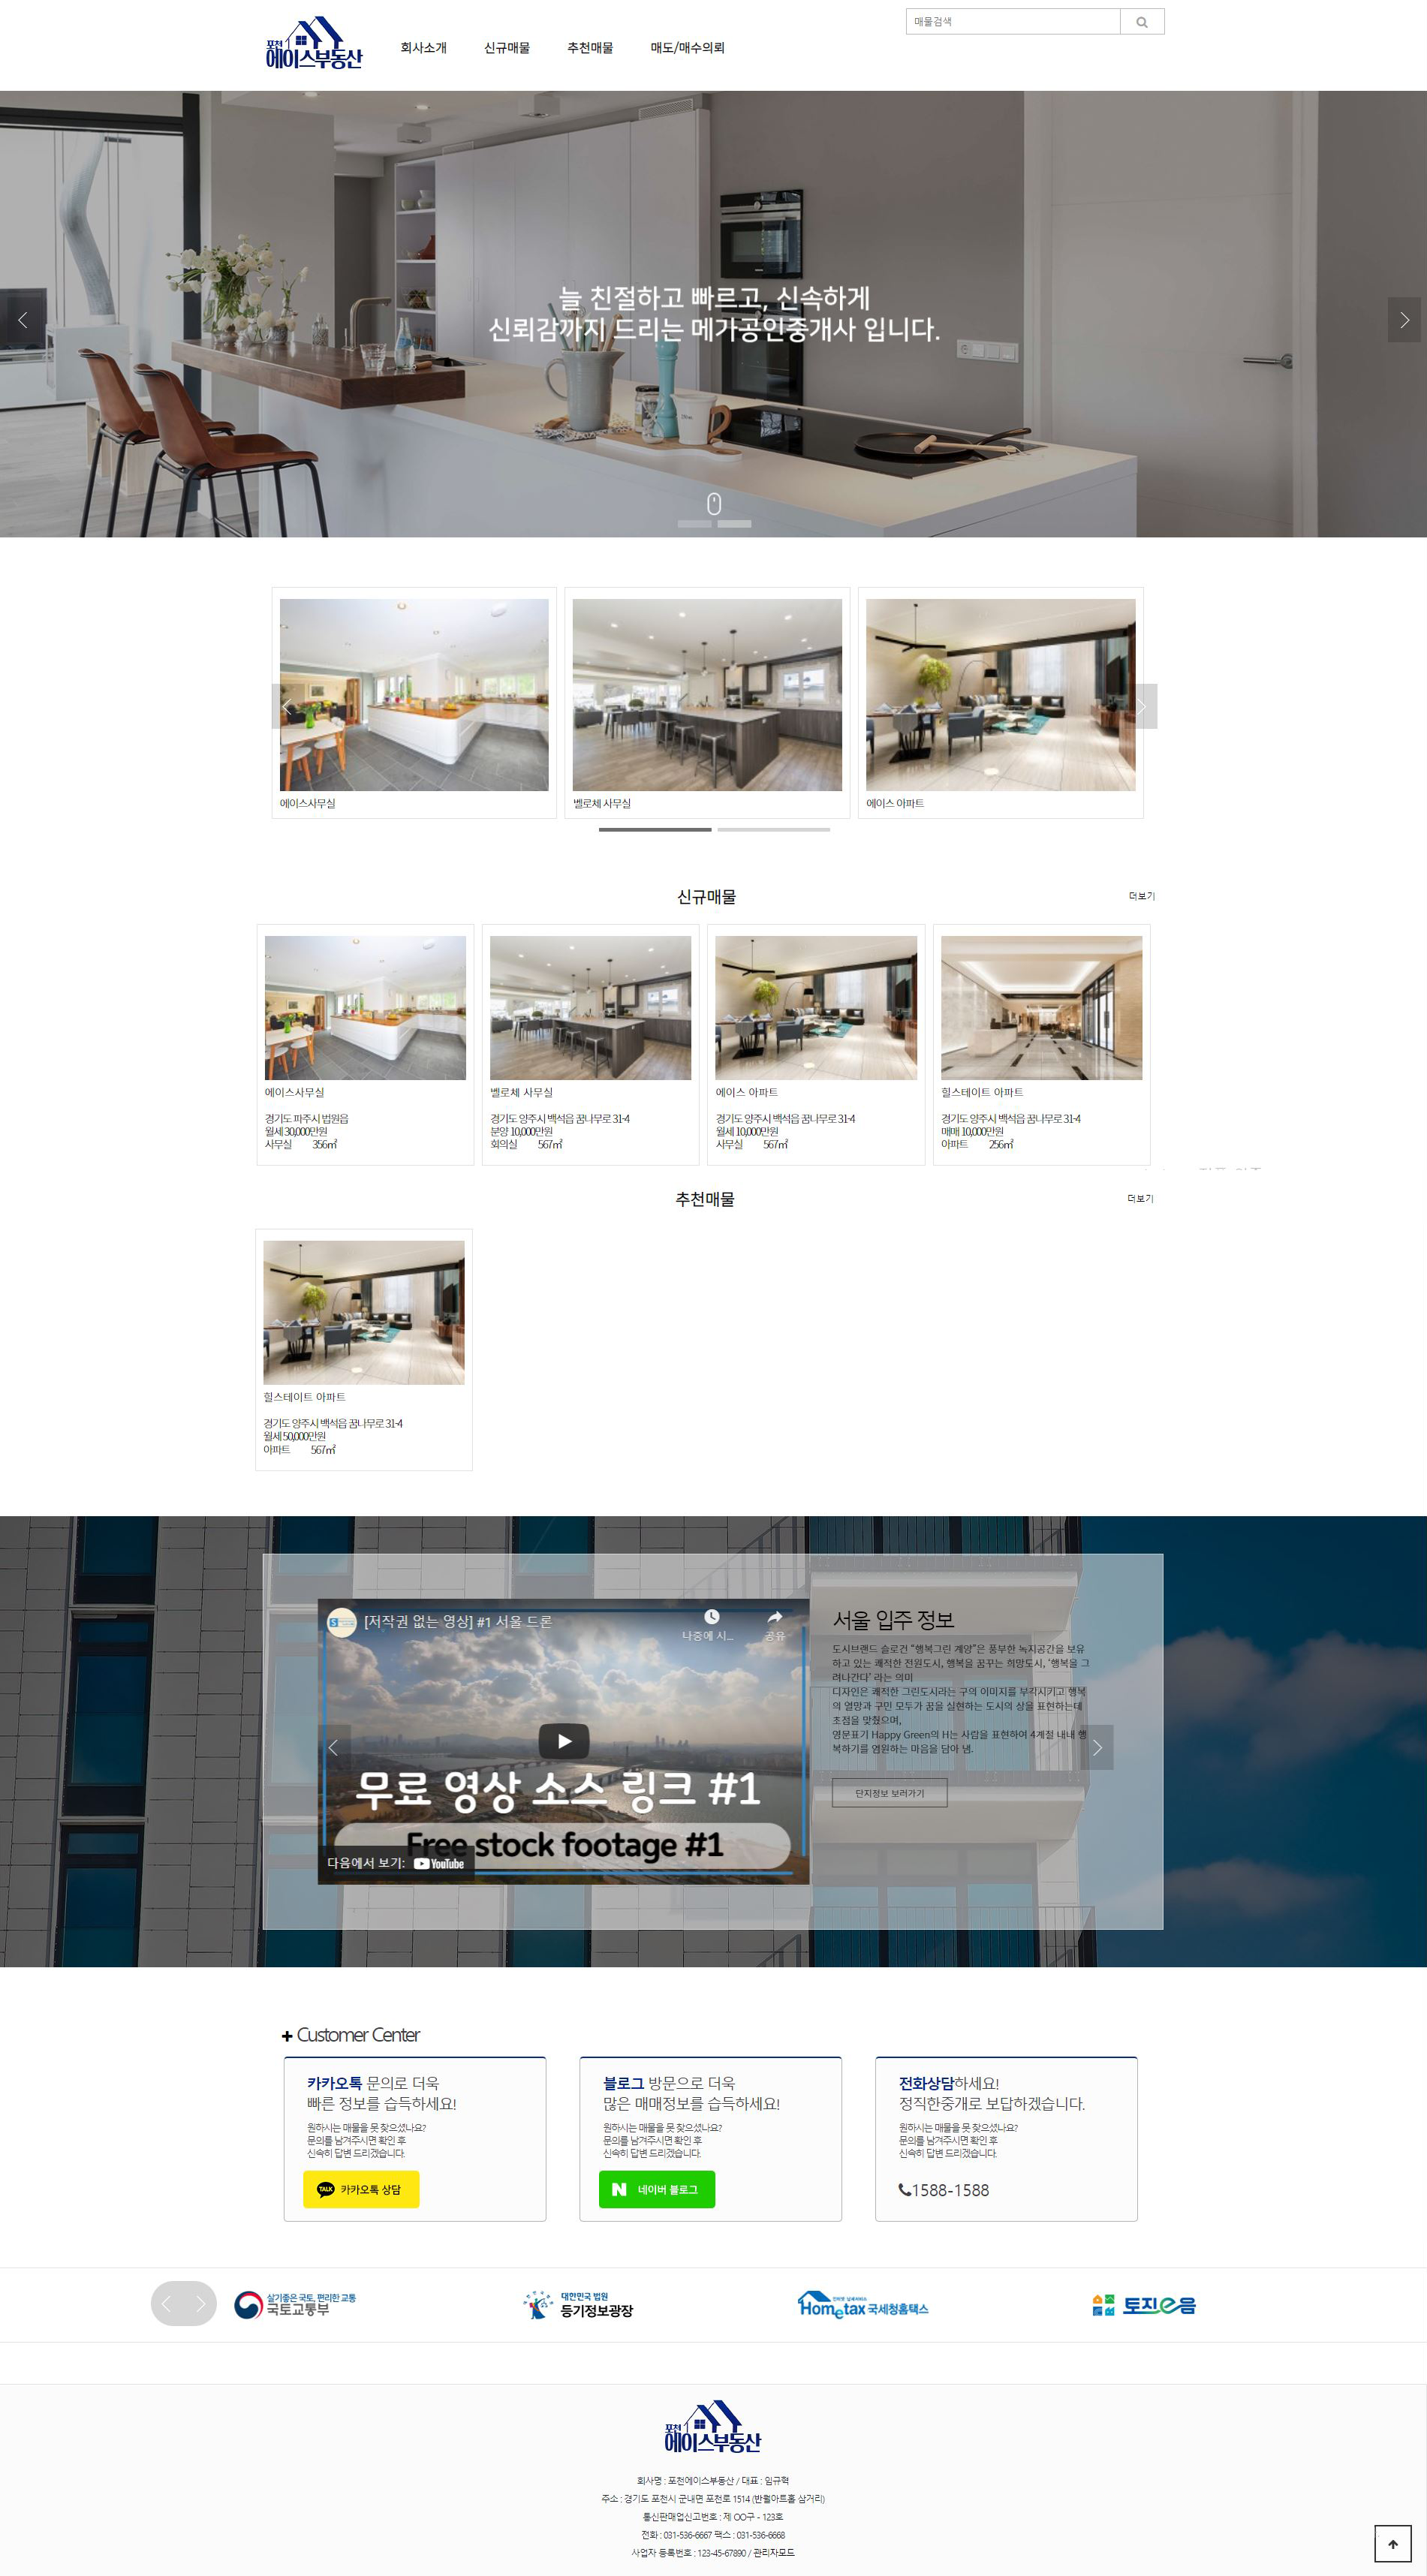 매물검색
포천
에이스부동산
회사소개 신규매물 추천매물 매도/매수의뢰
늘 친절하고 빠르고, 신속하게
신뢰감까지 드리는 메가공인중개사 입니다.
에이스사무실
벨로체 사무실
에이스 아파트
신규매물
더보기
에이스사무실
경기도 파주시 법원읍
월세 30,000만원
사무실 356㎡
벨로체 사무실
경기도 양주시 백석읍 꿈나무로 31-4
분양 10,000만원
회의실 567㎡
에이스 아파트
경기도 양주시 백석읍 꿈나무로 31-4
월세 10,000만원
사무실 567㎡
힐스테이트 아파트
경기도 양주시 백석읍 꿈나무로 31-4
매매 10,000만원
아파트 256㎡
추천매물
더보기
힐스테이트 아파트
경기도 양주시 백석읍 꿈나무로 31-4
월세 50,000만원
아파트 567㎡
[저작권 없는 영상] #1 서울 드론
나중에 시...
공유
무료 영상 소스 링크 #1
Free stock footage #1
다음에서 보기: YouTube
서울 입주 정보
도시브랜드 슬로건 “행복그린 계양”은 풍부한 녹지공간을 보유
하고 있는 쾌적한 전원도시, 행복을 꿈꾸는 희망도시, ‘행복을 그
려나간다’ 라는 의미
디자인은 쾌적한 그린도시라는 구의 이미지를 부각시키고 행복
의 열망과 구민 모두가 꿈을 실현하는 도시의 상을 표현하는데
초점을 맞췄으며,
영문표기 Happy Green의 H는 사람을 표현하여 4계절 내내 행
복하기를 염원하는 마음을 담아 냄.
단지정보 보러가기
Customer Center
카카오톡 문의로 더욱
빠른 정보를 습득하세요!
원하시는 매물을 못 찾으셨나요?
문의를 남겨주시면 확인 후
신속히 답변 드리겠습니다.
TALK 카카오톡 상담
블로그 방문으로 더욱
많은 매매정보를 습득하세요!
원하시는 매물을 못 찾으셨나요?
문의를 남겨주시면 확인 후
신속히 답변 드리겠습니다.
N 네이버 블로그
전화상담하세요!
정직한중개로 보답하겠습니다.
원하시는 매물을 못 찾으셨나요?
문의를 남겨주시면 확인 후
신속히 답변 드리겠습니다.
1588-1588
살기좋은 국토, 편리한 교통
국토교통부
대한민국 법원
등기정보광장
Hometax 국세청홈택스
토지e음
포천
에이스부동산
회사명 : 포천에이스부동산 / 대표 : 임규혁
주소 : 경기도 포천시 군내면 포천로 1514 (반월아트홀 삼거리)
통신판매업신고번호 : 제 OO구 - 123호
전화 : 031-536-6667 팩스 : 031-536-6668
사업자 등록번호 : 123-45-67890 / 관리자모드